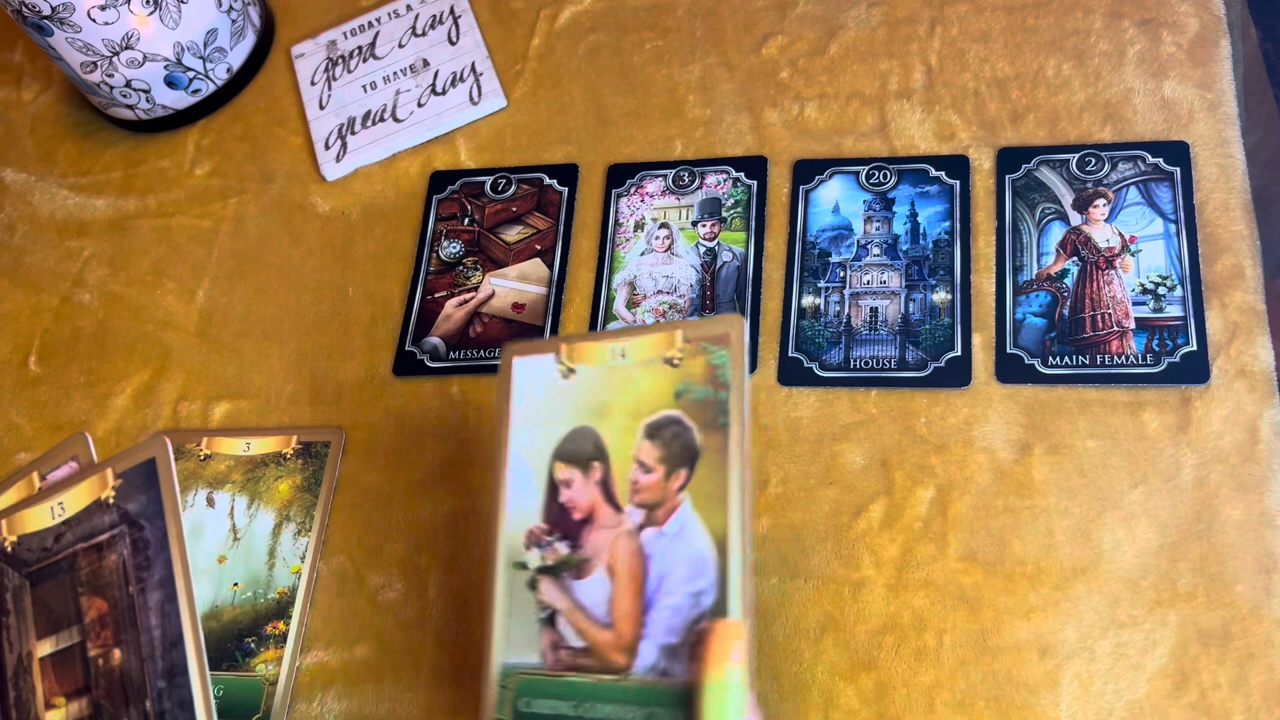 TODAY IS A
good day
TO HAVE A
great day.
7
MESSAGE
3
20
HOUSE
2
MAIN FEMALE
14
13
3